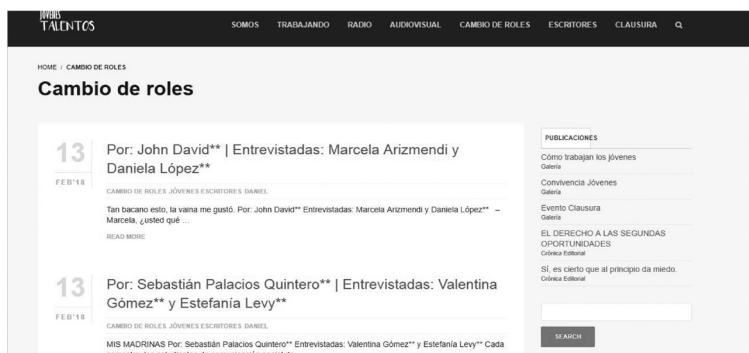 JÓVENES
TALENTOS
SOMOS TRABAJANDO RADIO AUDIOVISUAL CAMBIO DE ROLES ESCRITORES CLAUSURA
HOME / CAMBIO DE ROLES
Cambio de roles
13
FEB'18
Por: John David** | Entrevistadas: Marcela Arizmendi y
Daniela López**
CAMBIO DE ROLES JÓVENES ESCRITORES DANIEL
Tan bacano esto, la vaina me gustó. Por: John David** Entrevistadas: Marcela Arizmendi y Daniela López** –
Marcela, ¿usted qué ...
READ MORE
13
FEB'18
Por: Sebastián Palacios Quintero** | Entrevistadas: Valentina
Gómez** y Estefanía Levy**
CAMBIO DE ROLES JÓVENES ESCRITORES DANIEL
MIS MADRINAS Por: Sebastián Palacios Quintero** Entrevistadas: Valentina Gómez** y Estefanía Levy** Cada
PUBLICACIONES
Cómo trabajan los jóvenes
Galería
Convivencia Jóvenes
Galería
Evento Clausura
Galería
EL DERECHO A LAS SEGUNDAS
OPORTUNIDADES
Crónica Editorial
SÍ, es cierto que al principio da miedo.
Crónica Editorial
SEARCH